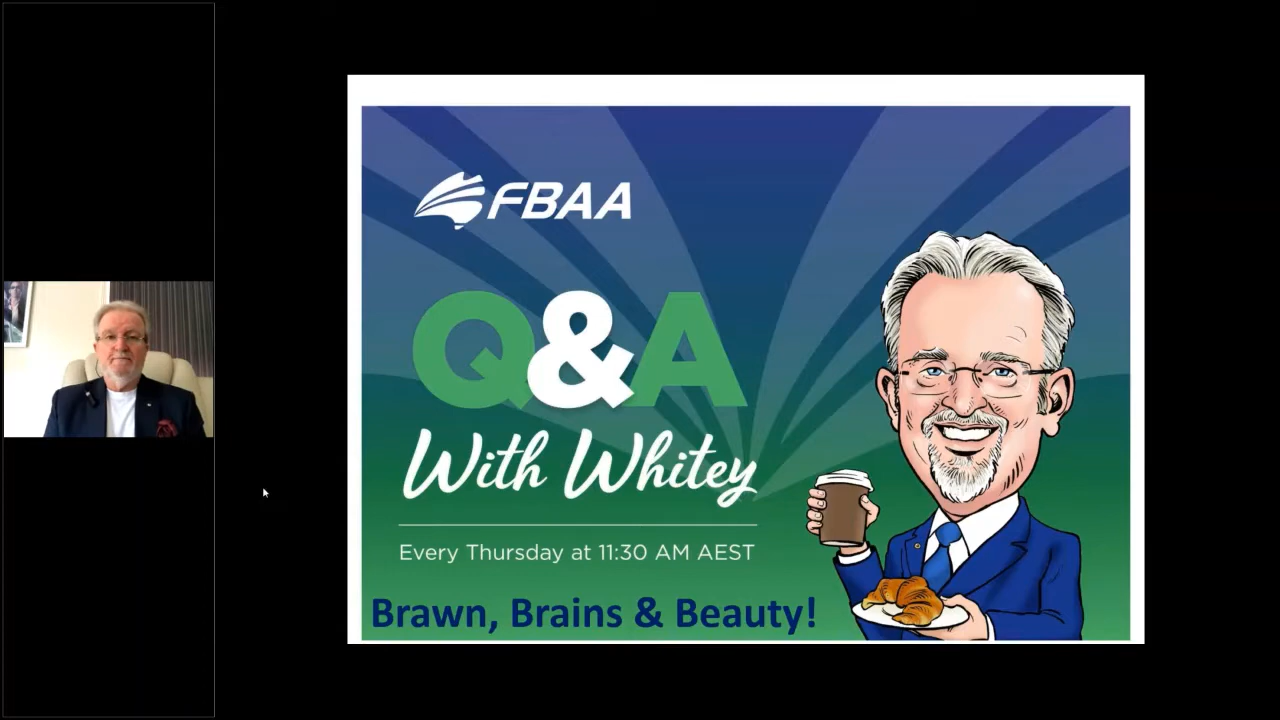 FBAA
Q&A
With Whitey
Every Thursday at 11:30 AM AEST
Brawn, Brains & Beauty!